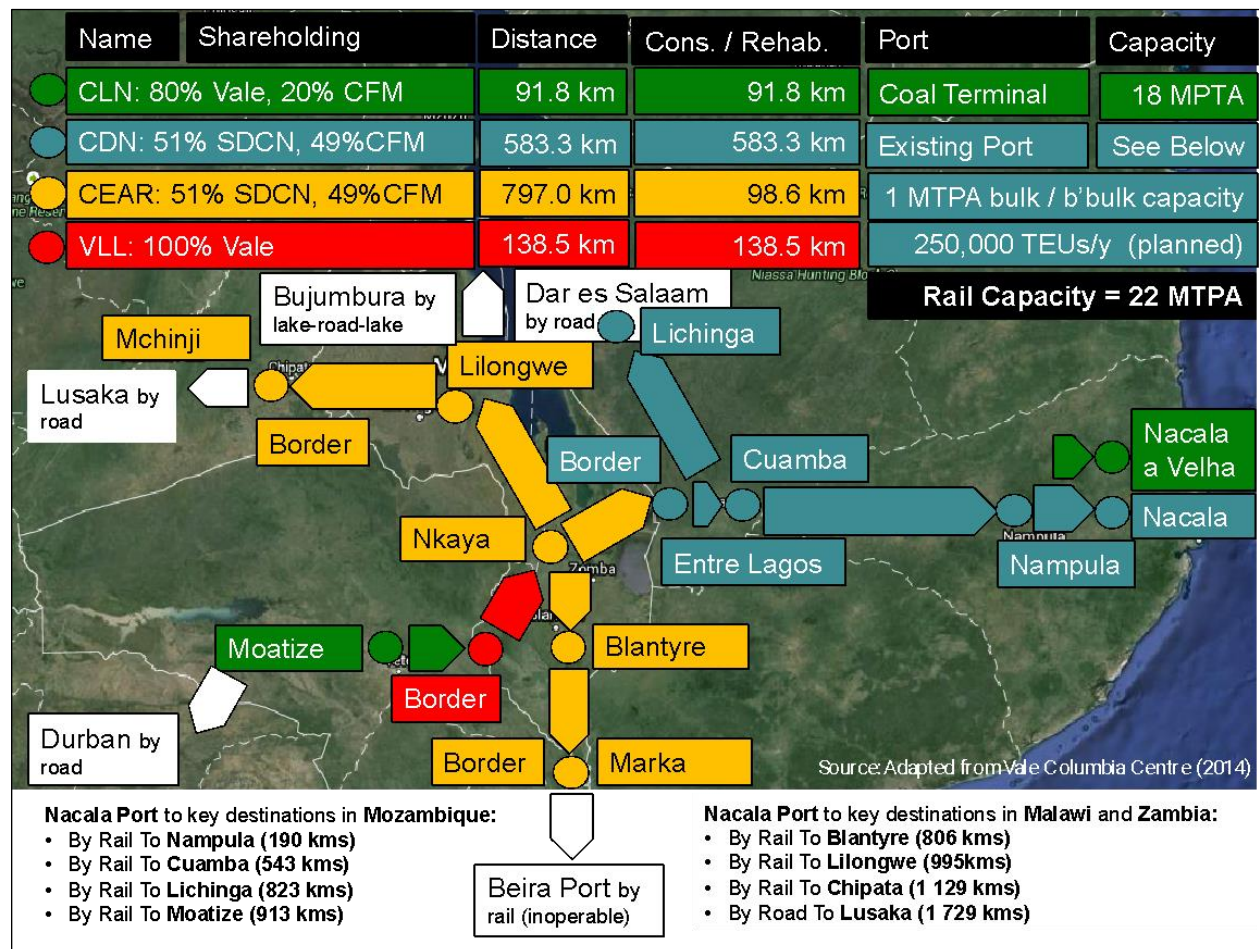 Name Shareholding Distance Cons. / Rehab. Port Capacity
CLN: 80% Vale, 20% CFM 91.8 km 91.8 km Coal Terminal 18 MPTA
CDN: 51% SDCN, 49%CFM 583.3 km 583.3 km Existing Port See Below
CEAR: 51% SDCN, 49%CFM 797.0 km 98.6 km 1 MTPA bulk / b'bulk capacity
VLL: 100% Vale 138.5 km 138.5 km 250,000 TEUs/y (planned)
Rail Capacity = 22 MTPA
Niassa Hunting Blo
Bujumbura by
lake-road-lake
Dar es Salaam
by road
Lichinga
Mchinji
Lilongwe
Lusaka by
road
Border
Border
Cuamba
Nacala
a Velha
Nkaya
Entre Lagos
Nampula
Nampula
Nacala
Zomba
Moatize
Blantyre
Border
Durban by
road
Border
Marka
Source: Adapted from Vale Columbia Centre (2014)
Nacala Port to key destinations in Mozambique:
• By Rail To Nampula (190 kms)
• By Rail To Cuamba (543 kms)
• By Rail To Lichinga (823 kms)
• By Rail To Moatize (913 kms)
Beira Port by
rail (inoperable)
Nacala Port to key destinations in Malawi and Zambia:
• By Rail To Blantyre (806 kms)
• By Rail To Lilongwe (995kms)
• By Rail To Chipata (1 129 kms)
• By Road To Lusaka (1 729 kms)